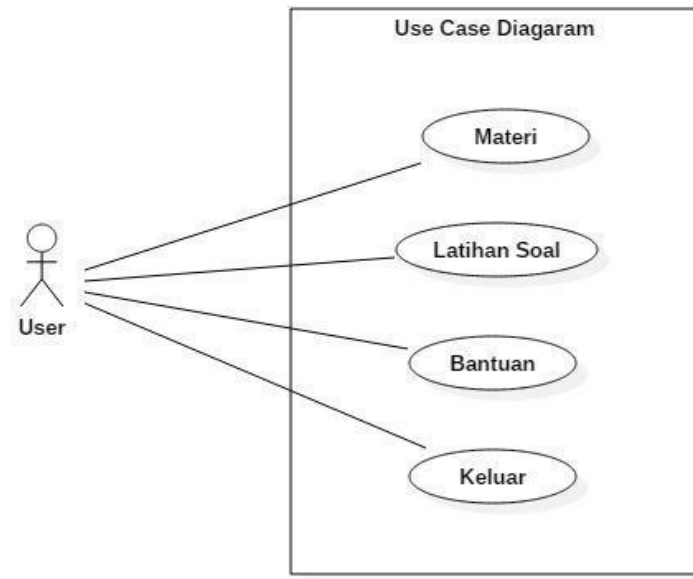 Use Case Diagaram
Materi
Latihan Soal
User
Bantuan
Keluar